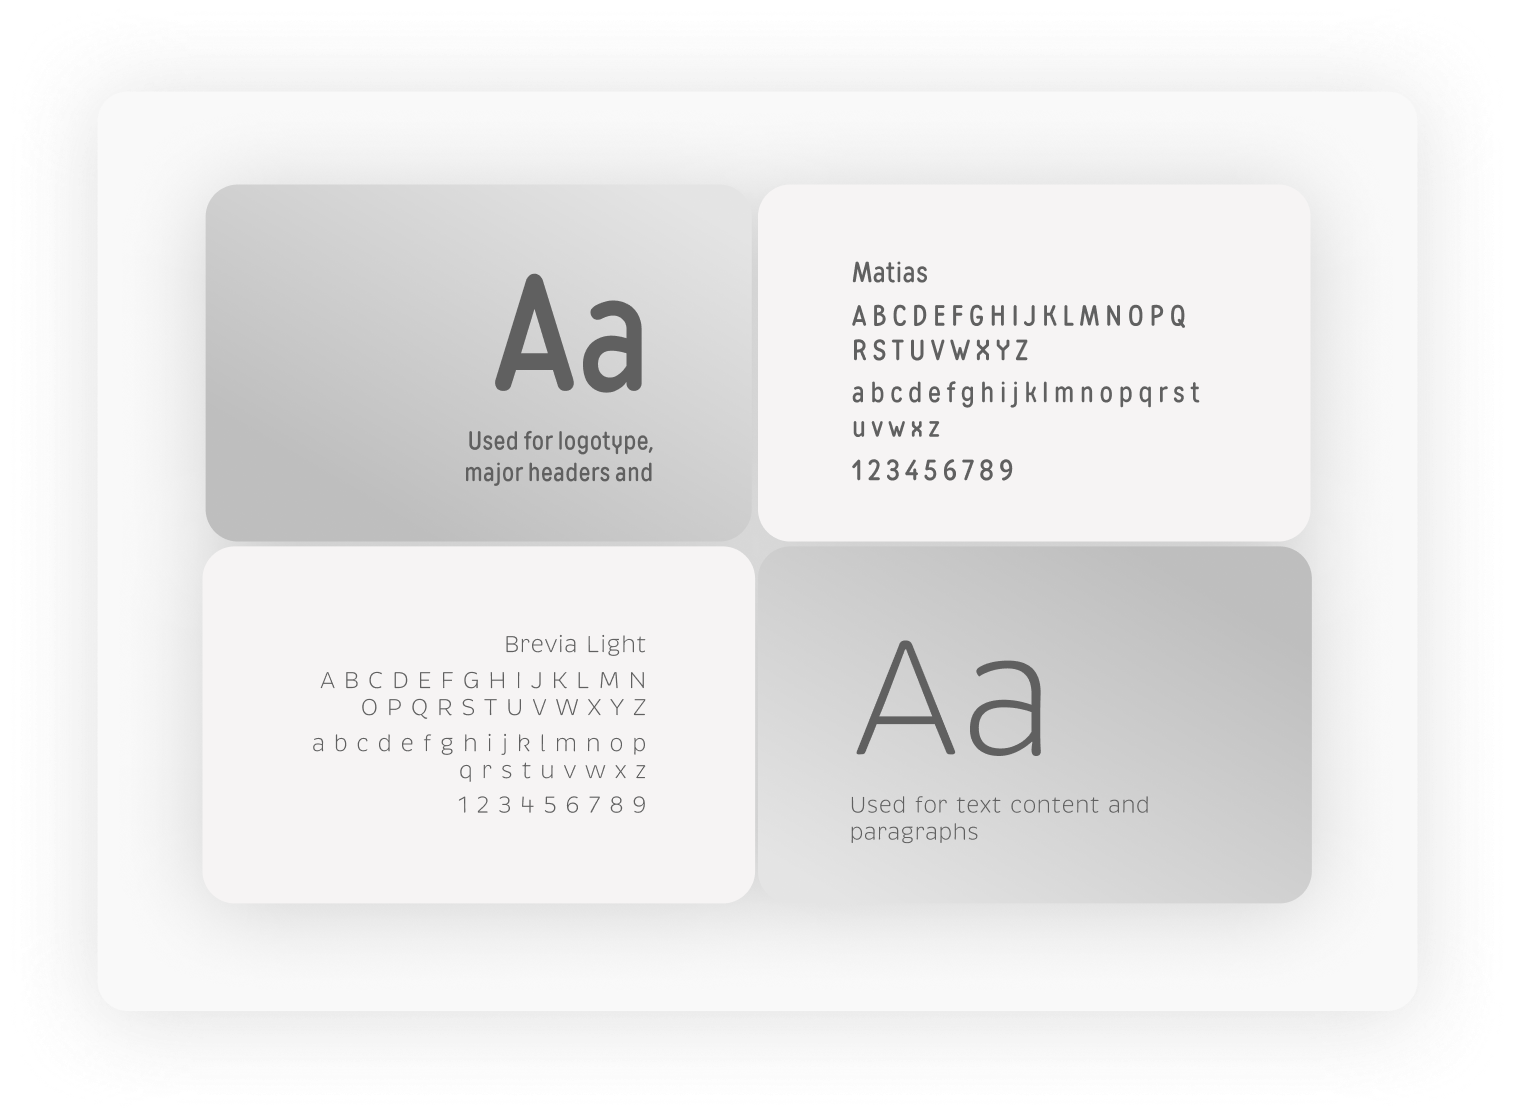 Aa
Used for logotype,
major headers and
Matias
A B C D E F G H I J K L M N O P Q
R S T U V W X Y Z
a b c d e f g h i j k l m n o p q r s t
u v w x z
1 2 3 4 5 6 7 8 9
Brevia Light
A B C D E F G H I J K L M N
O P Q R S T U V W X Y Z
a b c d e f g h i j k l m n o p
q r s t u v w x z
1 2 3 4 5 6 7 8 9
Aa
Used for text content and
paragraphs